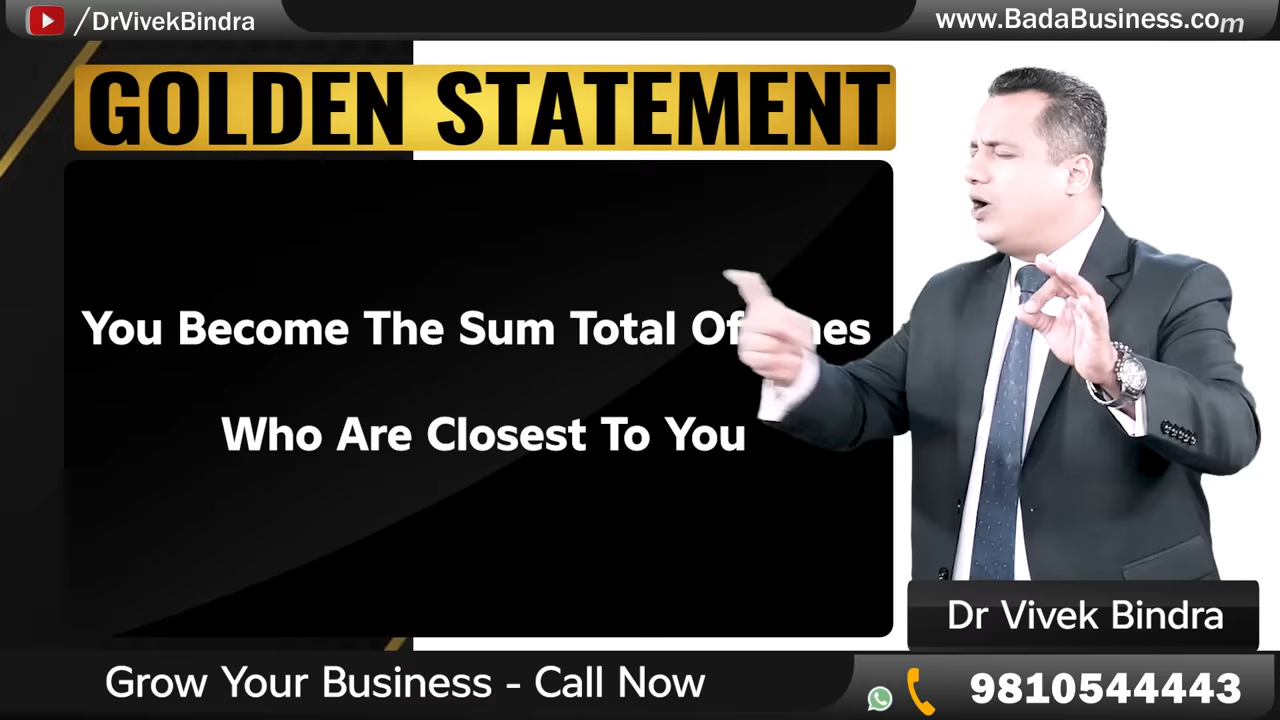 /DrVivekBindra
www.BadaBusiness.com
GOLDEN STATEMENT
You Become The Sum Total Of
Who Are Closest To You
Dr Vivek Bindra
Grow Your Business - Call Now
9810544443